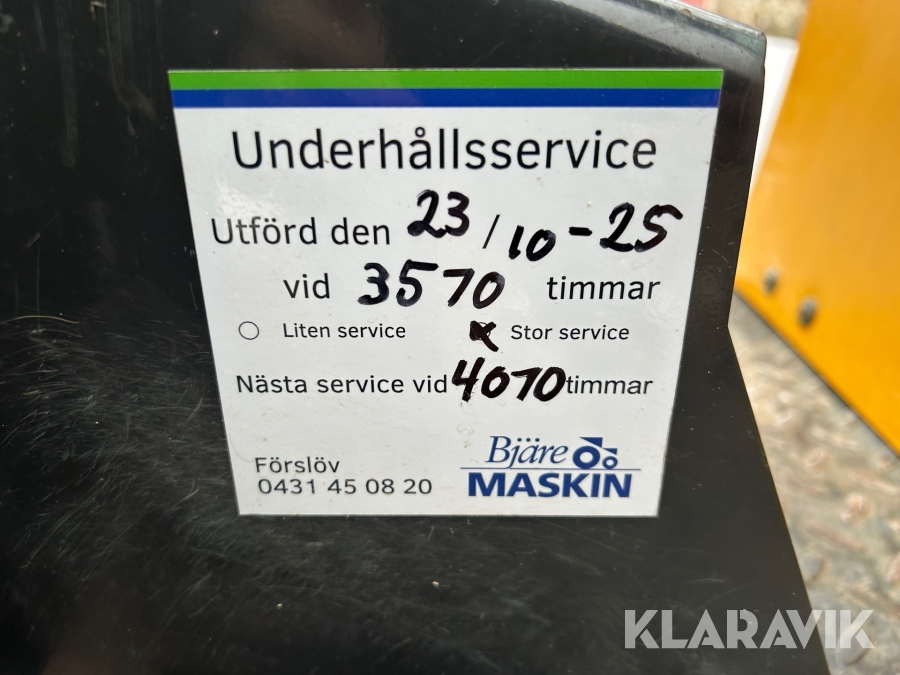 Underhållsservice
Utförd den 23/10-25
vid 3570 timmar
Liten service Stor service
Nästa service vid 4070 timmar
Förslöv
0431 45 08 20
Bjäre
MASKIN
KLARAVIK